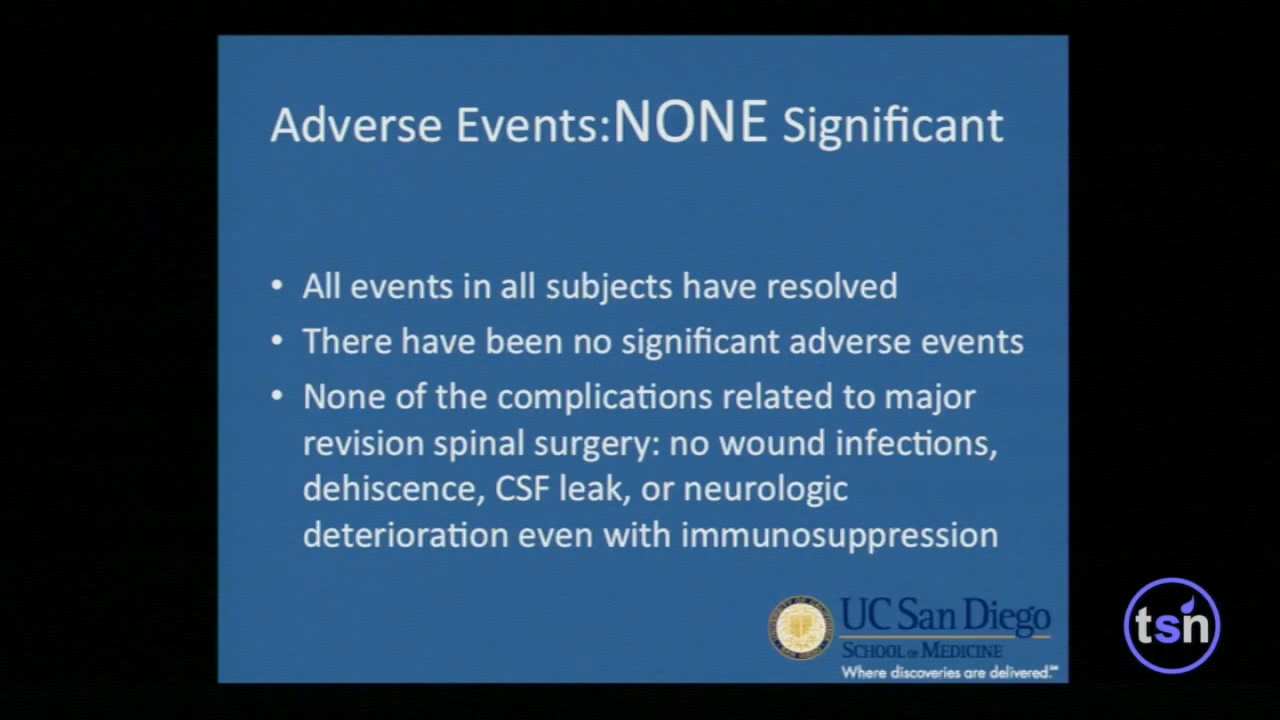 Adverse Events:NONE Significant
• All events in all subjects have resolved
• There have been no significant adverse events
• None of the complications related to major
revision spinal surgery: no wound infections,
dehiscence, CSF leak, or neurologic
deterioration even with immunosuppression
UC San Diego
SCHOOL OF MEDICINE
Where discoveries are delivered.℠
tsn